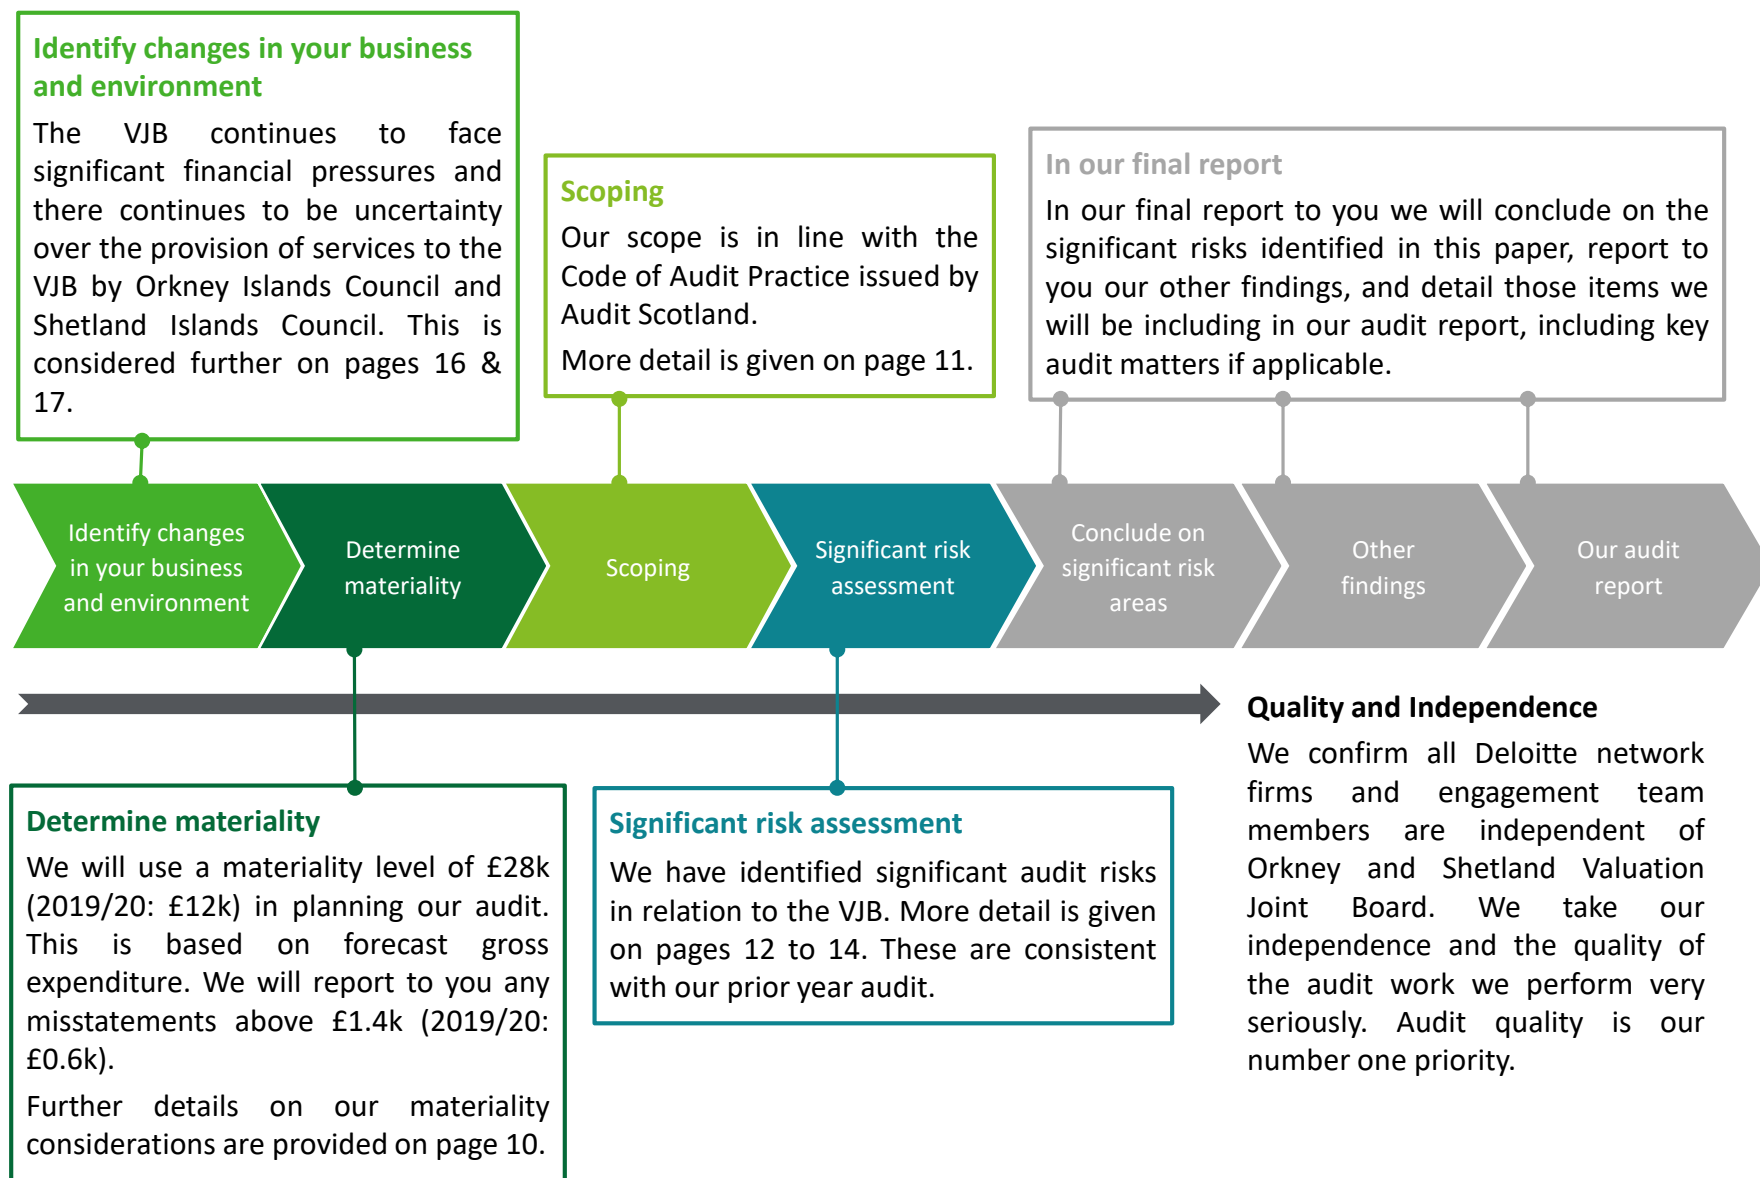 Identify changes in your business
and environment
The VJB continues to face
significant financial pressures and
there continues to be uncertainty
over the provision of services to the
VJB by Orkney Islands Council and
Shetland Islands Council. This is
considered further on pages 16 &
17.
Scoping
Our scope is in line with the
Code of Audit Practice issued by
Audit Scotland.
More detail is given on page 11.
In our final report
In our final report to you we will conclude on the
significant risks identified in this paper, report to
you our other findings, and detail those items we
will be including in our audit report, including key
audit matters if applicable.
Identify changes
in your business
and environment
Determine
materiality
Scoping
Significant risk
assessment
Conclude on
significant risk
areas
Other
findings
Our audit
report
Determine materiality
We will use a materiality level of £28k
(2019/20: £12k) in planning our audit.
This is based on forecast gross
expenditure. We will report to you any
misstatements above £1.4k (2019/20:
£0.6k).
Further details on our materiality
considerations are provided on page 10.
Significant risk assessment
We have identified significant audit risks
in relation to the VJB. More detail is given
on pages 12 to 14. These are consistent
with our prior year audit.
Quality and Independence
We confirm all Deloitte network
firms and engagement team
members are independent of
Orkney and Shetland Valuation
Joint Board. We take our
independence and the quality of
the audit work we perform very
seriously. Audit quality is our
number one priority.